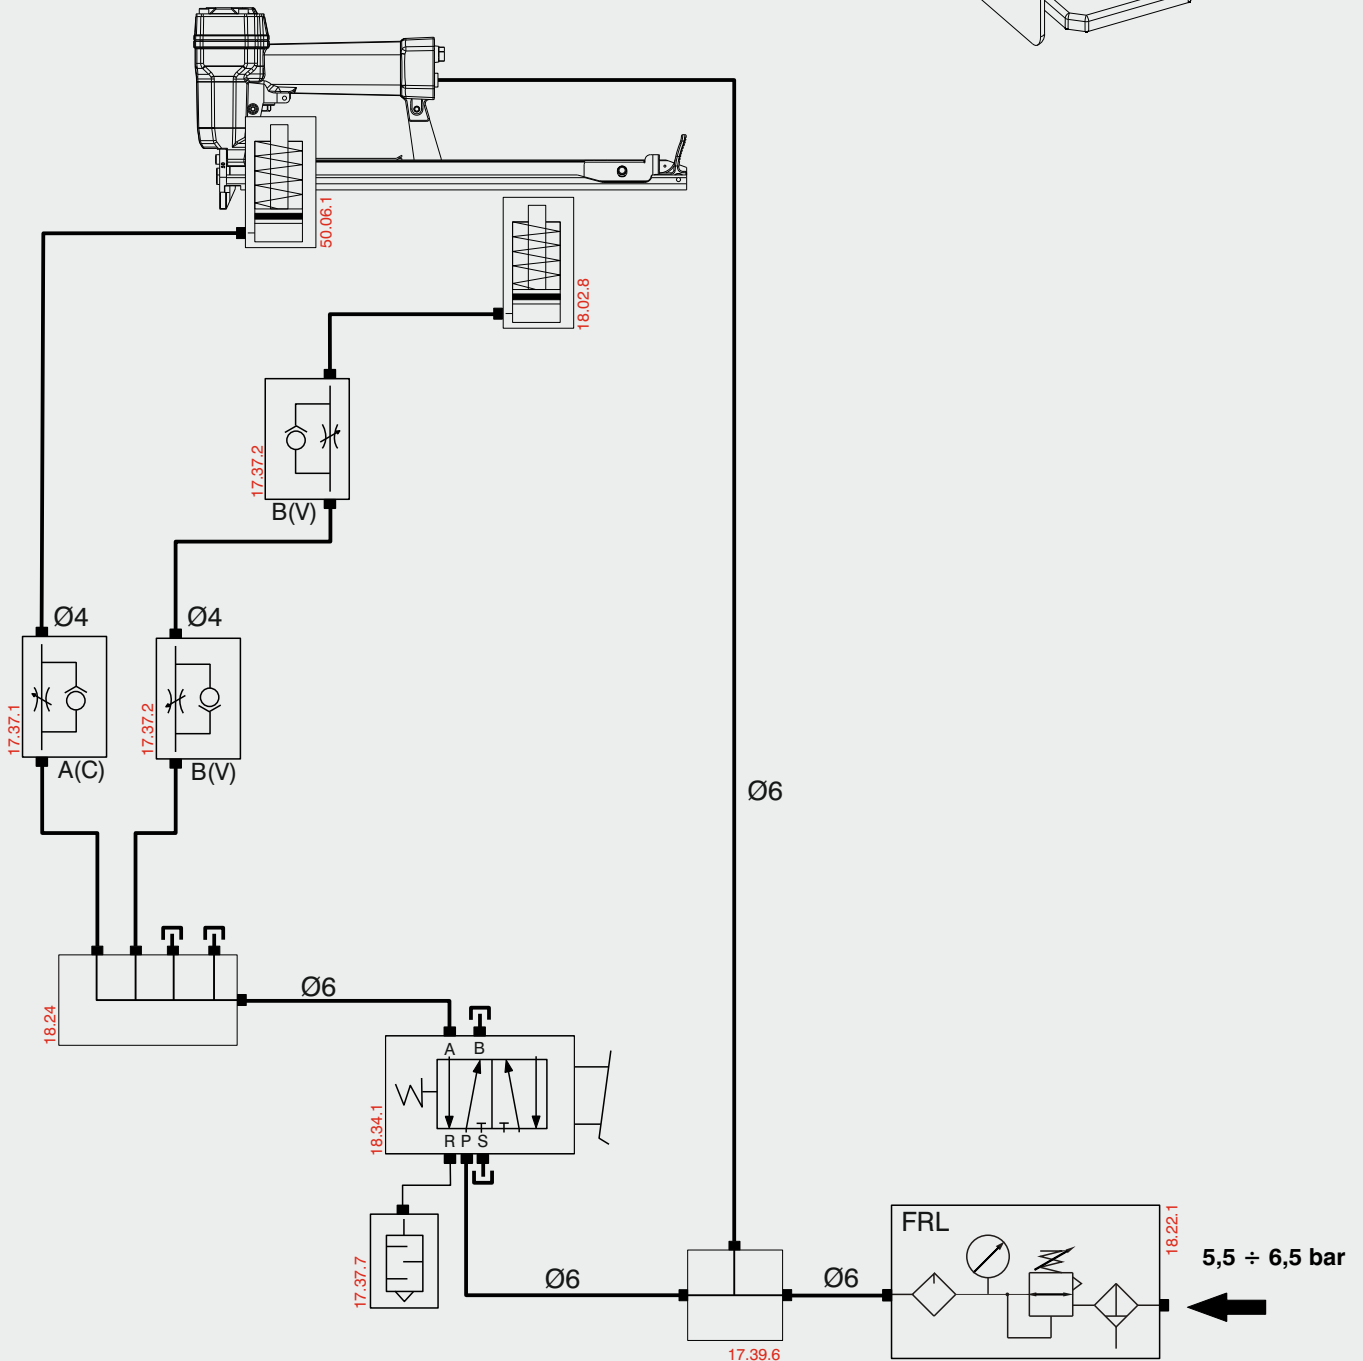 50.06.1
18.02.8
17.37.2
B(V)
Ø4
Ø4
17.37.1
A(C)
17.37.2
B(V)
Ø6
Ø6
18.24
A B
18.34.1
R P S
17.37.7
Ø6
17.39.6
Ø6
FRL
18.22.1
5,5 ÷ 6,5 bar